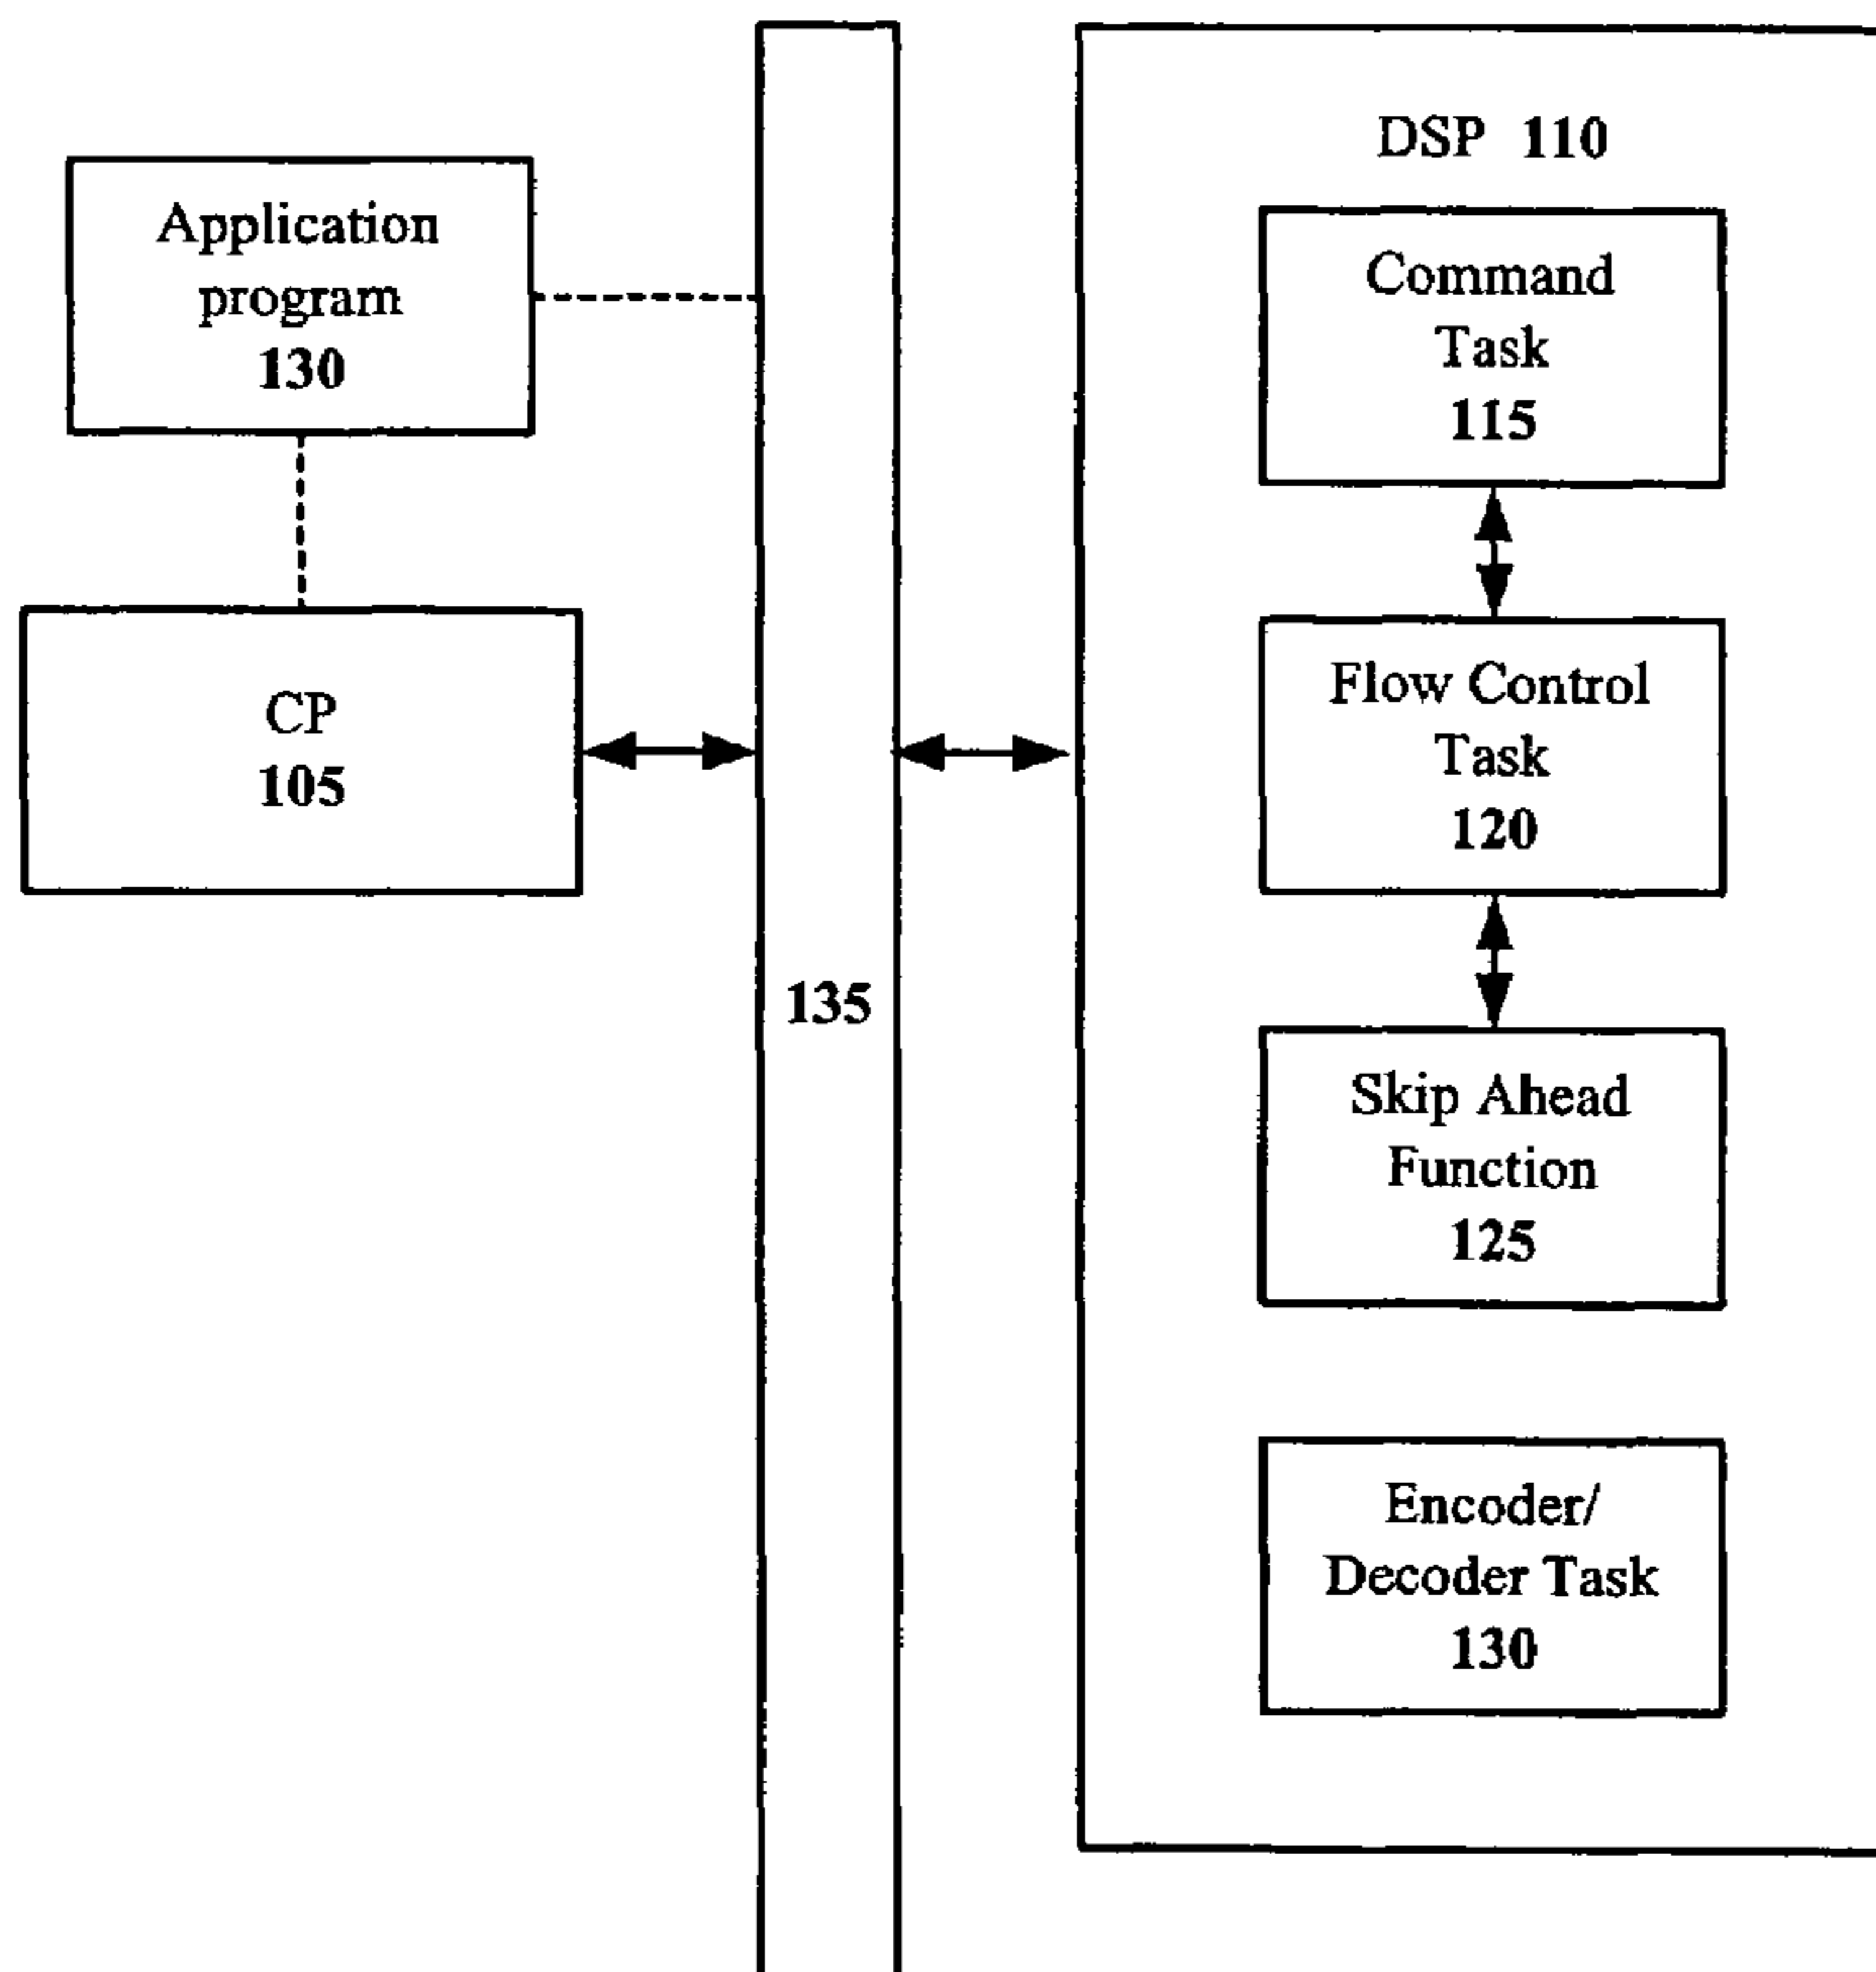 Application
program
130
CP
105
135
DSP 110
Command
Task
115
Flow Control
Task
120
Skip Ahead
Function
125
Encoder/
Decoder Task
130